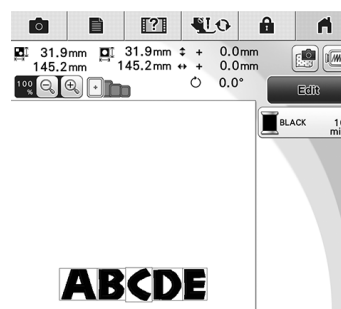 31.9mm 31.9mm + 0.0mm
145.2mm 145.2mm + 0.0mm
100 % 0.0°
Edit
BLACK
ABCDE